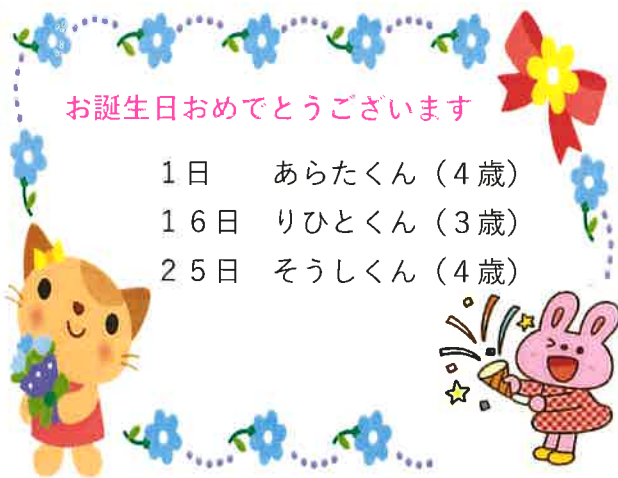 お誕生日おめでとうございます
1日　　あらたくん（4歳）
１６日　りひとくん（３歳）
２５日　そうしくん（４歳）